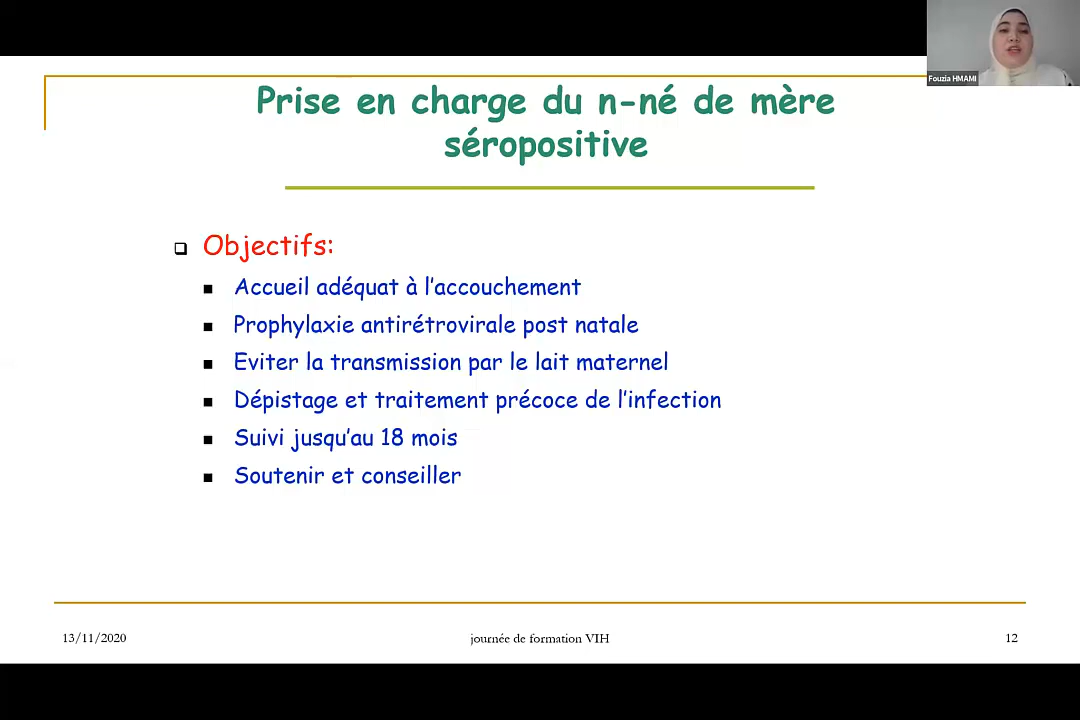 Fouzia HMAMI
Prise en charge du n-né de mère
séropositive
Objectifs:
Accueil adéquat à l'accouchement
Prophylaxie antirétrovirale post natale
Eviter la transmission par le lait maternel
Dépistage et traitement précoce de l'infection
Suivi jusqu'au 18 mois
Soutenir et conseiller
13/11/2020
journée de formation VIH
12